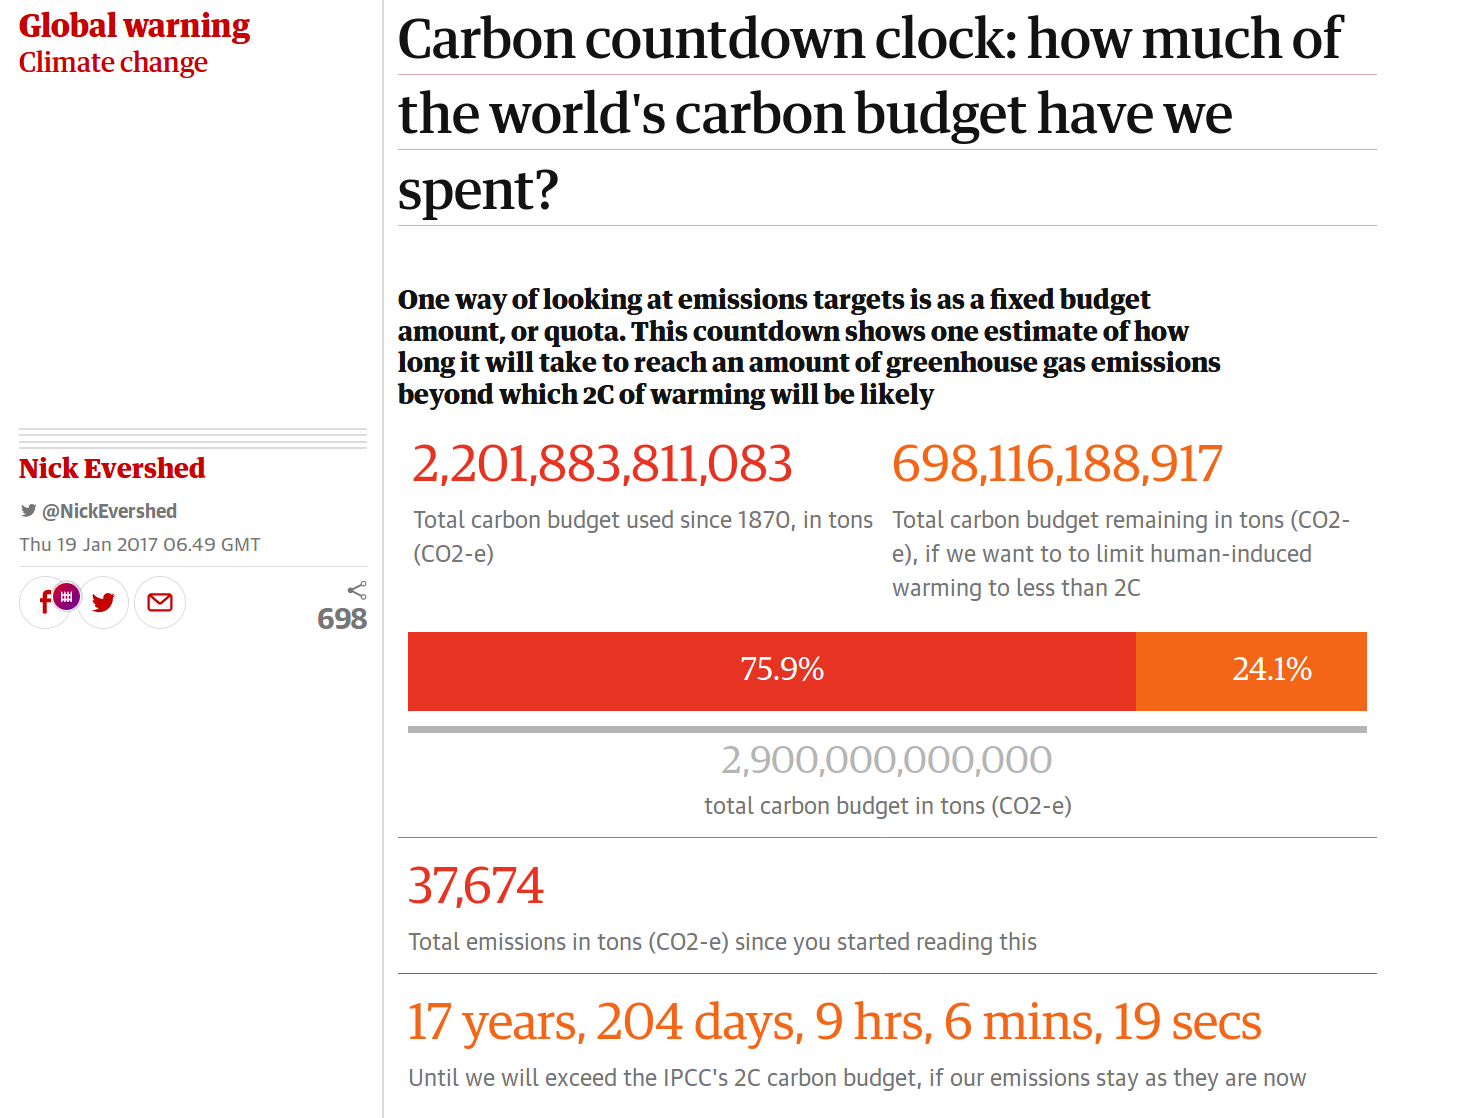 Global warning
Climate change
Carbon countdown clock: how much of
the world's carbon budget have we
spent?
One way of looking at emissions targets is as a fixed budget
amount, or quota. This countdown shows one estimate of how
long it will take to reach an amount of greenhouse gas emissions
beyond which 2C of warming will be likely
Nick Evershed
@NickEvershed
Thu 19 Jan 2017 06.49 GMT
698
2,201,883,811,083
Total carbon budget used since 1870, in tons
(CO2-e)
698,116,188,917
Total carbon budget remaining in tons (CO2-
e), if we want to to limit human-induced
warming to less than 2C
75.9%
24.1%
2,900,000,000,000
total carbon budget in tons (CO2-e)
37,674
Total emissions in tons (CO2-e) since you started reading this
17 years, 204 days, 9 hrs, 6 mins, 19 secs
Until we will exceed the IPCC's 2C carbon budget, if our emissions stay as they are now